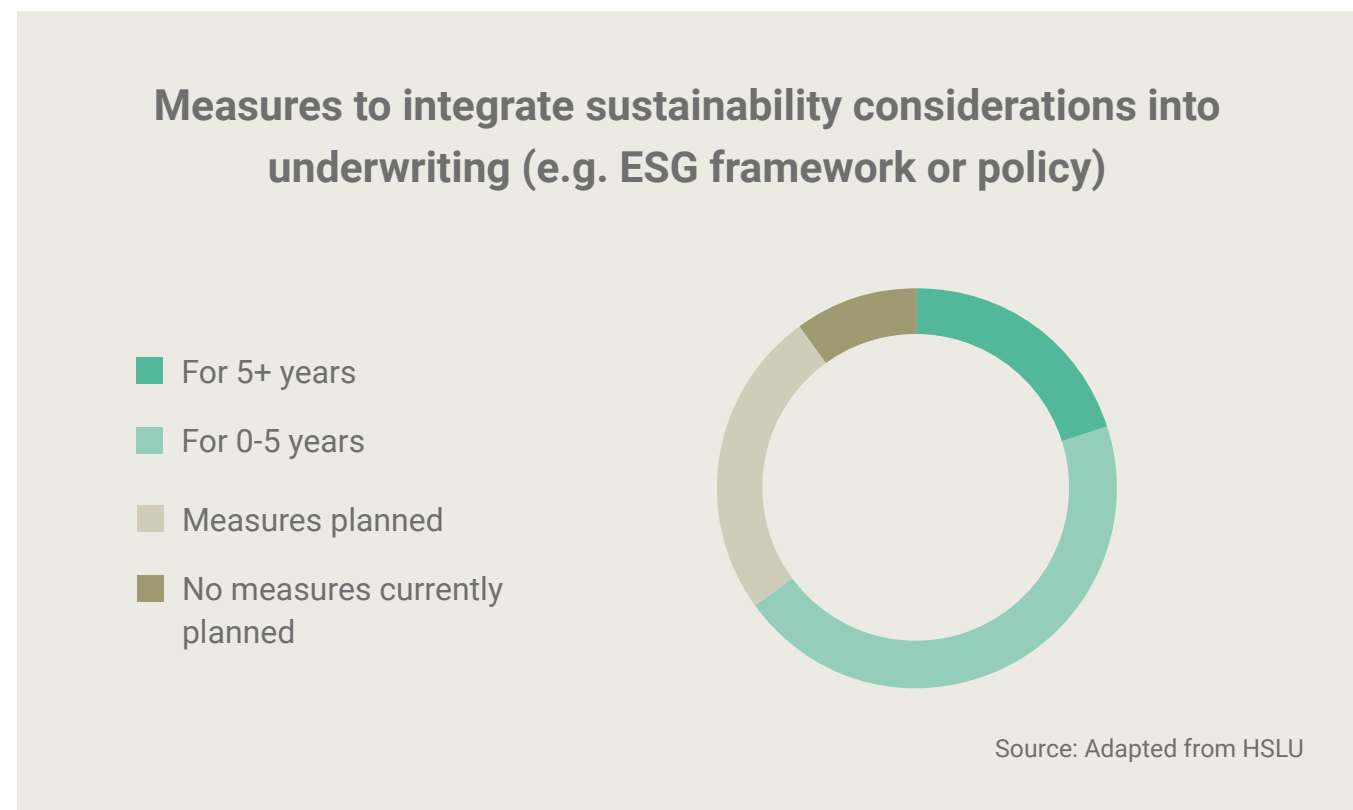 Measures to integrate sustainability considerations into
underwriting (e.g. ESG framework or policy)
For 5+ years
For 0-5 years
Measures planned
No measures currently
planned
Source: Adapted from HSLU